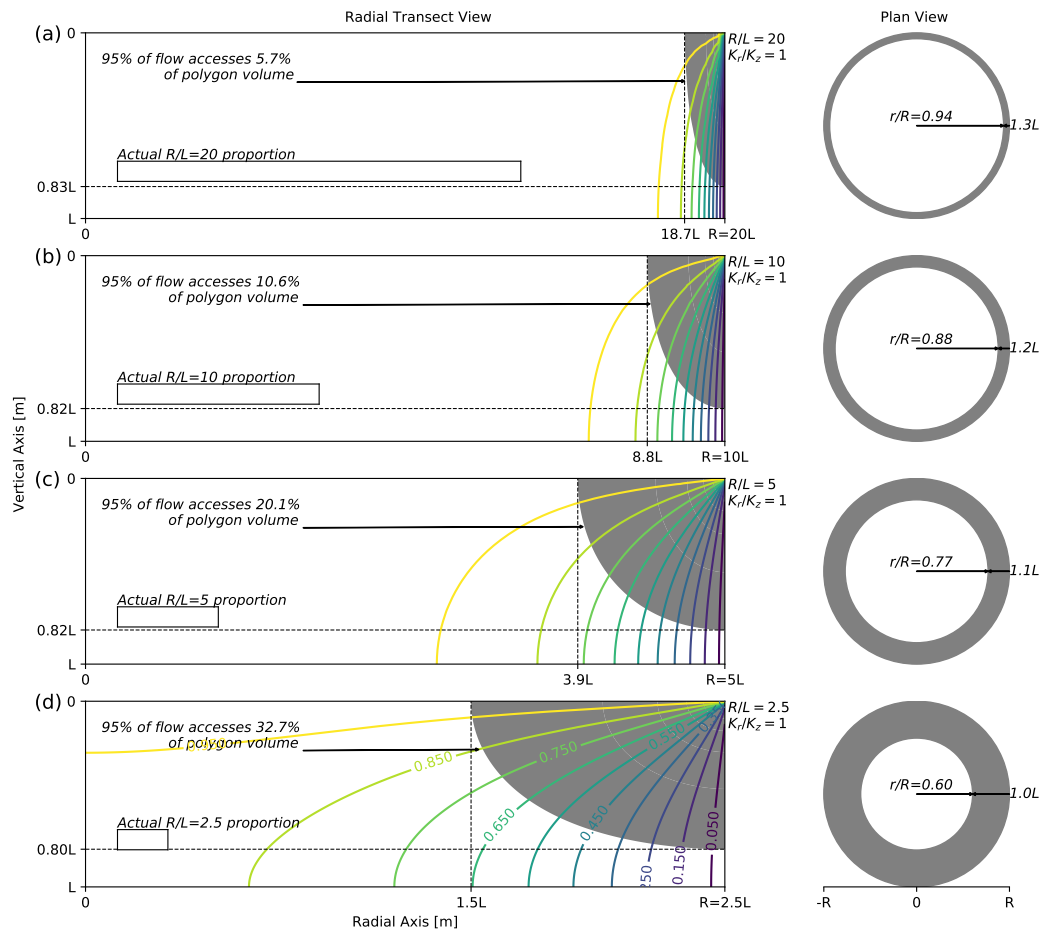 Radial Transect View
Plan View
(a)
0
95% of flow accesses 5.7%
of polygon volume
R/L = 20
K_r/K_z = 1
Actual R/L=20 proportion
0.83L
L
0
18.7L
R=20L
r/R=0.94
1.3L
(b)
0
95% of flow accesses 10.6%
of polygon volume
R/L = 10
K_r/K_z = 1
Actual R/L=10 proportion
0.82L
L
0
8.8L
R=10L
r/R=0.88
1.2L
Vertical Axis [m]
(c)
0
95% of flow accesses 20.1%
of polygon volume
R/L = 5
K_r/K_z = 1
Actual R/L=5 proportion
0.82L
L
0
3.9L
R=5L
r/R=0.77
1.1L
(d)
0
95% of flow accesses 32.7%
of polygon volume
R/L = 2.5
K_r/K_z = 1
0.850
0.750
0.650
0.550
0.450
250
0.150
0.050
Actual R/L=2.5 proportion
0.80L
L
0
1.5L
R=2.5L
Radial Axis [m]
r/R=0.60
1.0L
-R
0
R